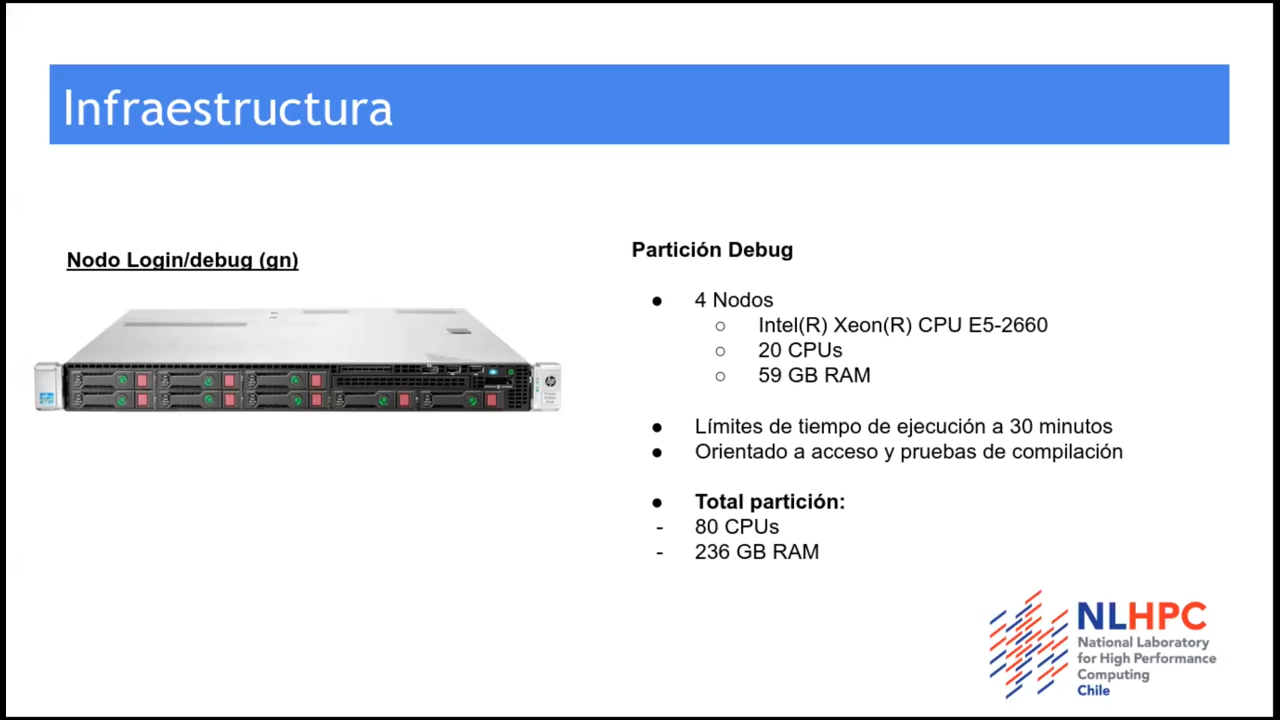 Infraestructura
Nodo Login/debug (gn)
Partición Debug
● 4 Nodos
○ Intel(R) Xeon(R) CPU E5-2660
○ 20 CPUs
○ 59 GB RAM
● Límites de tiempo de ejecución a 30 minutos
● Orientado a acceso y pruebas de compilación
● Total partición:
- 80 CPUs
- 236 GB RAM
NLHPC
National Laboratory
for High Performance
Computing
Chile